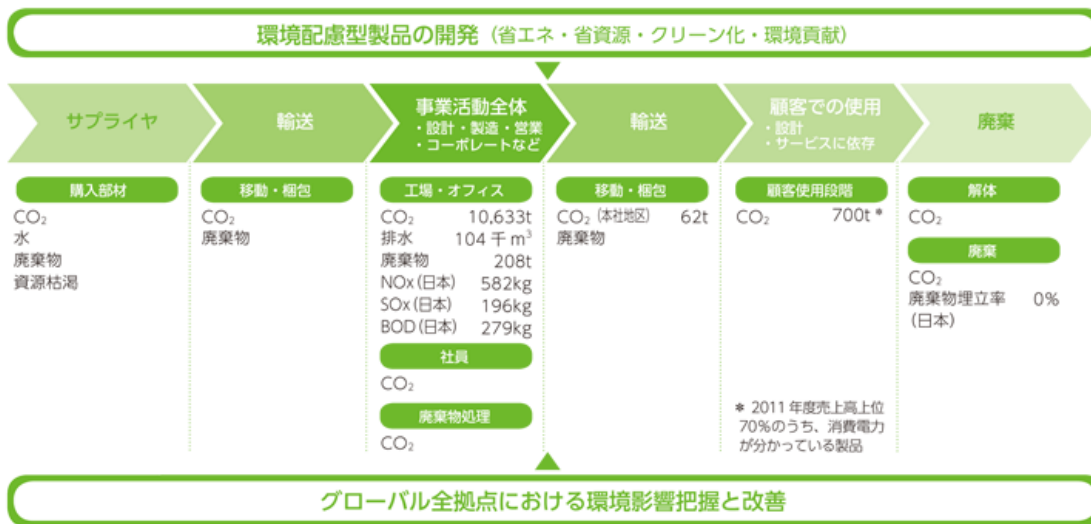 環境配慮型製品の開発（省エネ・省資源・クリーン化・環境貢献）
サプライヤ
輸送
事業活動全体
・設計・製造・営業
・コーポレートなど
輸送
顧客での使用
・設計
・サービスに依存
廃棄
購入部材
CO₂
水
廃棄物
資源枯渇
移動・梱包
CO₂
廃棄物
工場・オフィス
CO₂ 10,633t
排水 104 千 m³
廃棄物 208t
NOx(日本) 582kg
SOx(日本) 196kg
BOD(日本) 279kg
社員
CO₂
廃棄物処理
CO₂
移動・梱包
CO₂ (本社地区) 62t
廃棄物
顧客使用段階
CO₂ 700t *
* 2011 年度売上高上位
70%のうち、消費電力
が分かっている製品
解体
CO₂
廃棄
CO₂
廃棄物埋立率 0%
(日本)
グローバル全拠点における環境影響把握と改善